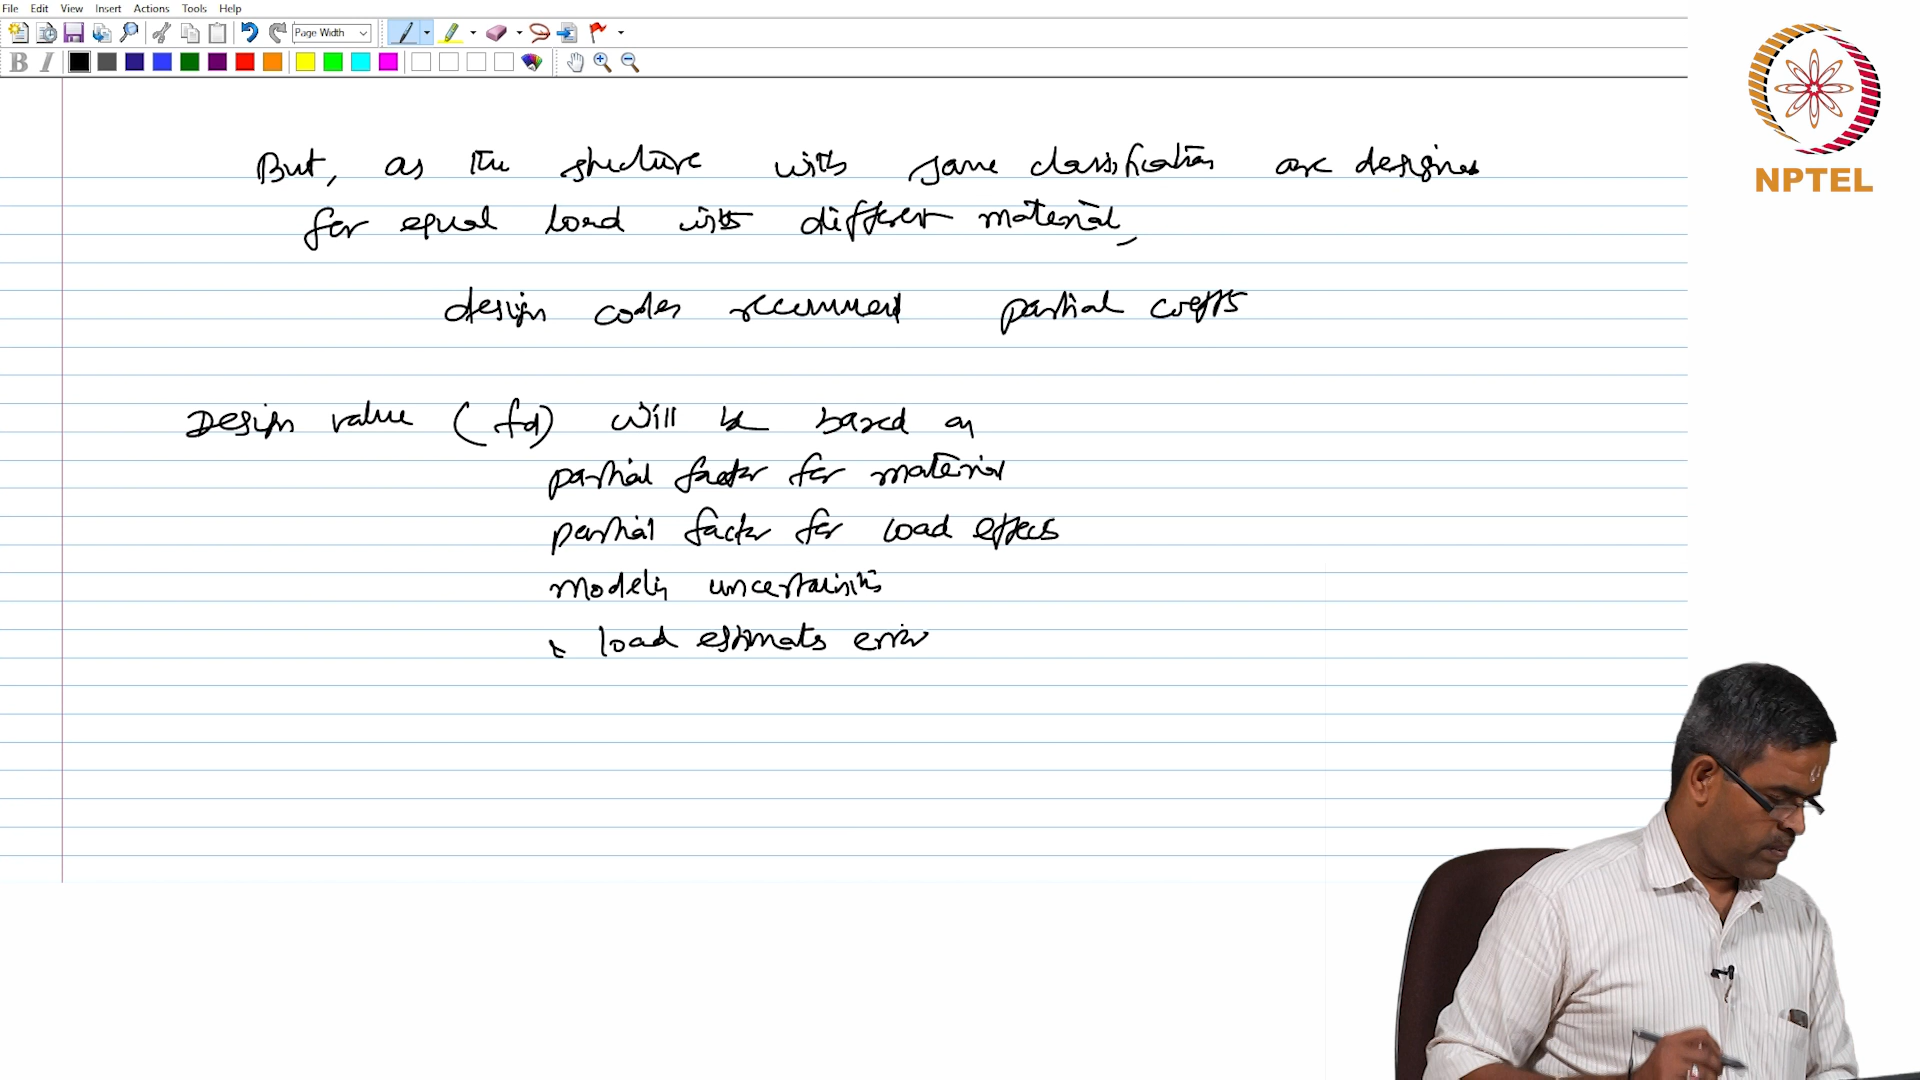 File Edit View Insert Actions Tools Help
Page Width
B I
NPTEL
But, as the structure with same classification are designed
for equal load with different material,
design codes recommend partial coeffs
Design value (fd) will be based on
partial factor for material
partial factor for load effects
modeling uncertainties
& load estimates error